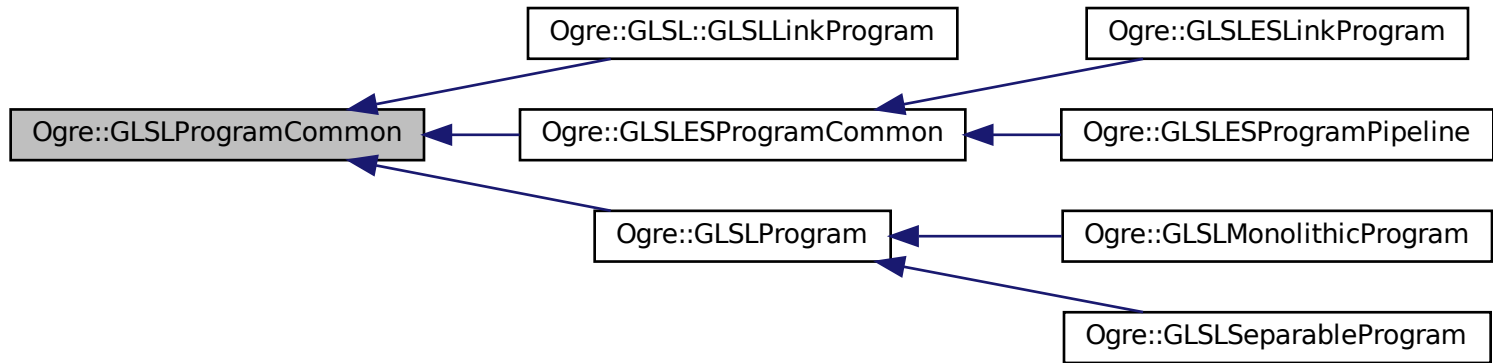 Ogre::GLSL::GLSLLinkProgram
Ogre::GLSLESLinkProgram
Ogre::GLSLProgramCommon
Ogre::GLSLESProgramCommon
Ogre::GLSLESProgramPipeline
Ogre::GLSLProgram
Ogre::GLSLMonolithicProgram
Ogre::GLSLSeparableProgram